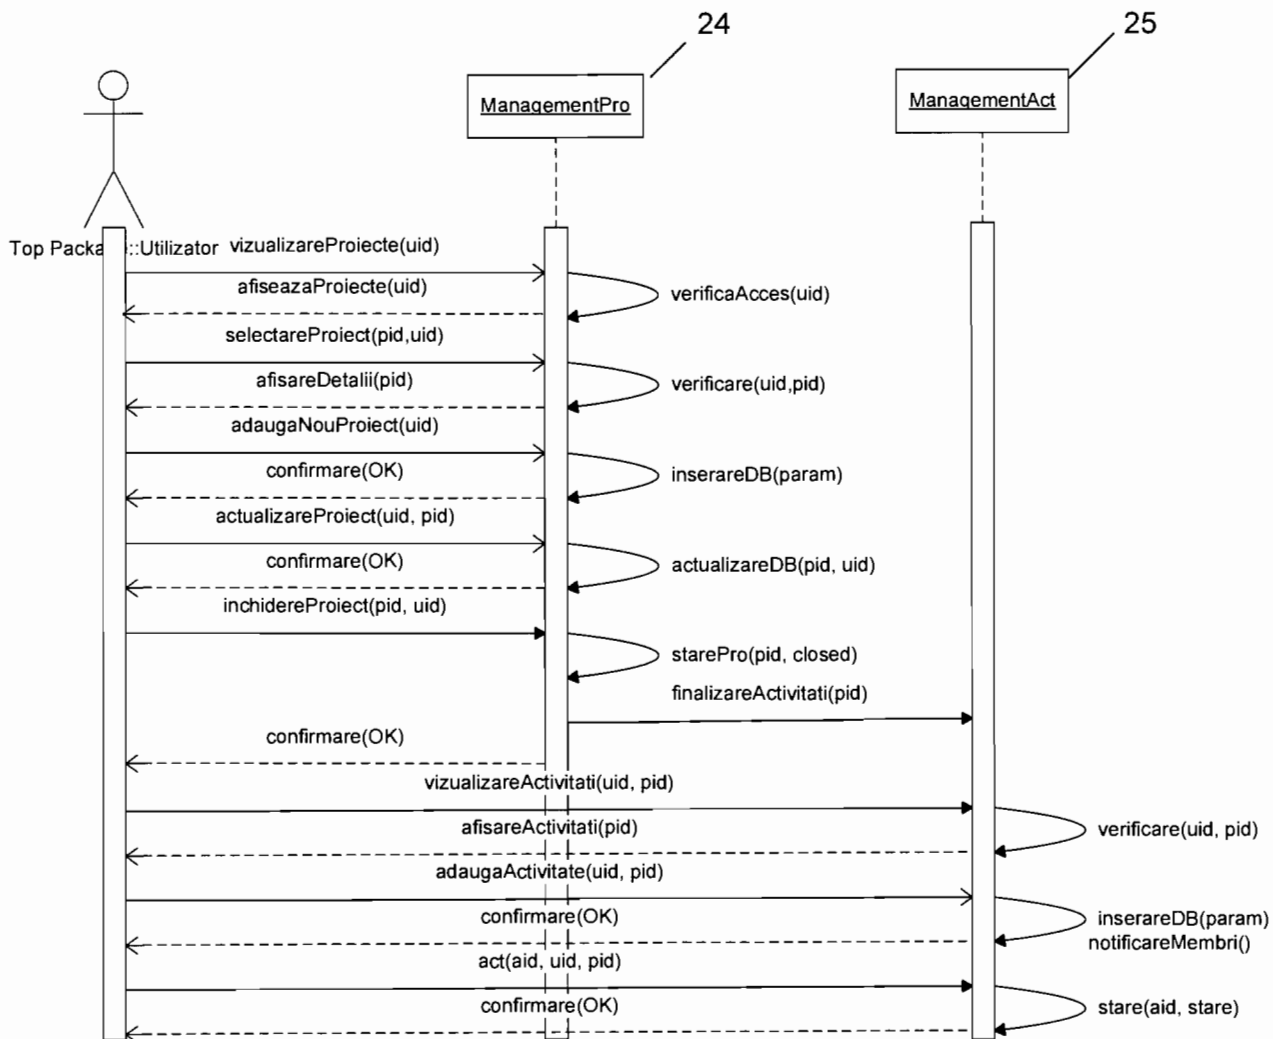 24
25
ManagementPro
ManagementAct
Top Packa ::Utilizator
vizualizareProiecte(uid)
afiseazaProiecte(uid)
verificaAcces(uid)
selectareProiect(pid,uid)
afisareDetalii(pid)
verificare(uid,pid)
adaugaNouProiect(uid)
confirmare(OK)
inserareDB(param)
actualizareProiect(uid, pid)
confirmare(OK)
actualizareDB(pid, uid)
inchidereProiect(pid, uid)
starePro(pid, closed)
finalizareActivitati(pid)
confirmare(OK)
vizualizareActivitati(uid, pid)
afisareActivitati(pid)
verificare(uid, pid)
adaugaActivitate(uid, pid)
confirmare(OK)
inserareDB(param)
notificareMembri()
act(aid, uid, pid)
confirmare(OK)
stare(aid, stare)